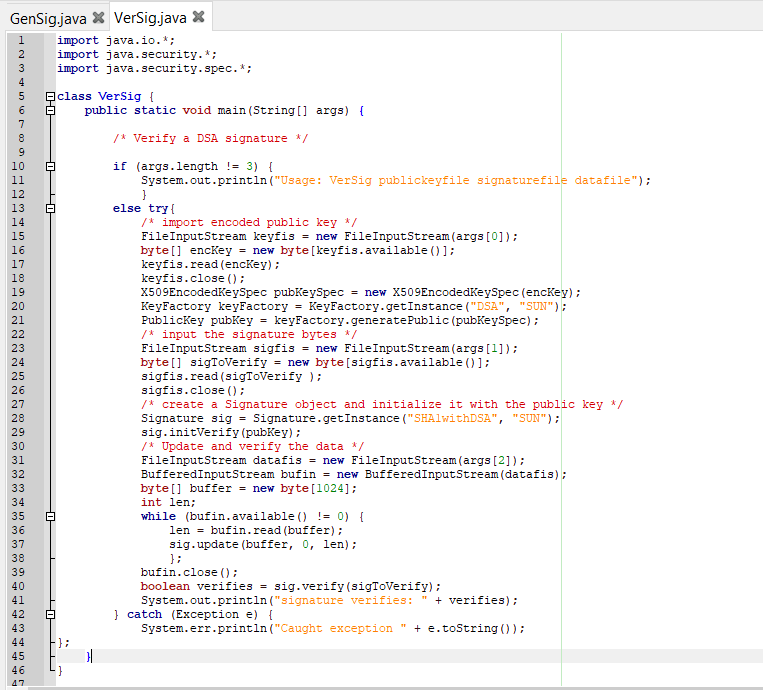 GenSig.java
VerSig.java
1 import java.io.*;
2 import java.security.*;
3 import java.security.spec.*;
4
5 class VerSig {
6 public static void main(String[] args) {
7
8 /* Verify a DSA signature */
9
10 if (args.length != 3) {
11 System.out.println("Usage: VerSig publickeyfile signaturefile datafile");
12 }
13 else try{
14 /* import encoded public key */
15 FileInputStream keyfis = new FileInputStream(args[0]);
16 byte[] encKey = new byte[keyfis.available()];
17 keyfis.read(encKey);
18 keyfis.close();
19 X509EncodedKeySpec pubKeySpec = new X509EncodedKeySpec(encKey);
20 KeyFactory keyFactory = KeyFactory.getInstance("DSA", "SUN");
21 PublicKey pubKey = keyFactory.generatePublic(pubKeySpec);
22 /* input the signature bytes */
23 FileInputStream sigfis = new FileInputStream(args[1]);
24 byte[] sigToVerify = new byte[sigfis.available()];
25 sigfis.read(sigToVerify );
26 sigfis.close();
27 /* create a Signature object and initialize it with the public key */
28 Signature sig = Signature.getInstance("SHA1withDSA", "SUN");
29 sig.initVerify(pubKey);
30 /* Update and verify the data */
31 FileInputStream datafis = new FileInputStream(args[2]);
32 BufferedInputStream bufin = new BufferedInputStream(datafis);
33 byte[] buffer = new byte[1024];
34 int len;
35 while (bufin.available() != 0) {
36 len = bufin.read(buffer);
37 sig.update(buffer, 0, len);
38 };
39 bufin.close();
40 boolean verifies = sig.verify(sigToVerify);
41 System.out.println("signature verifies: " + verifies);
42 } catch (Exception e) {
43 System.err.println("Caught exception " + e.toString());
44 };
45 }
46 }
47